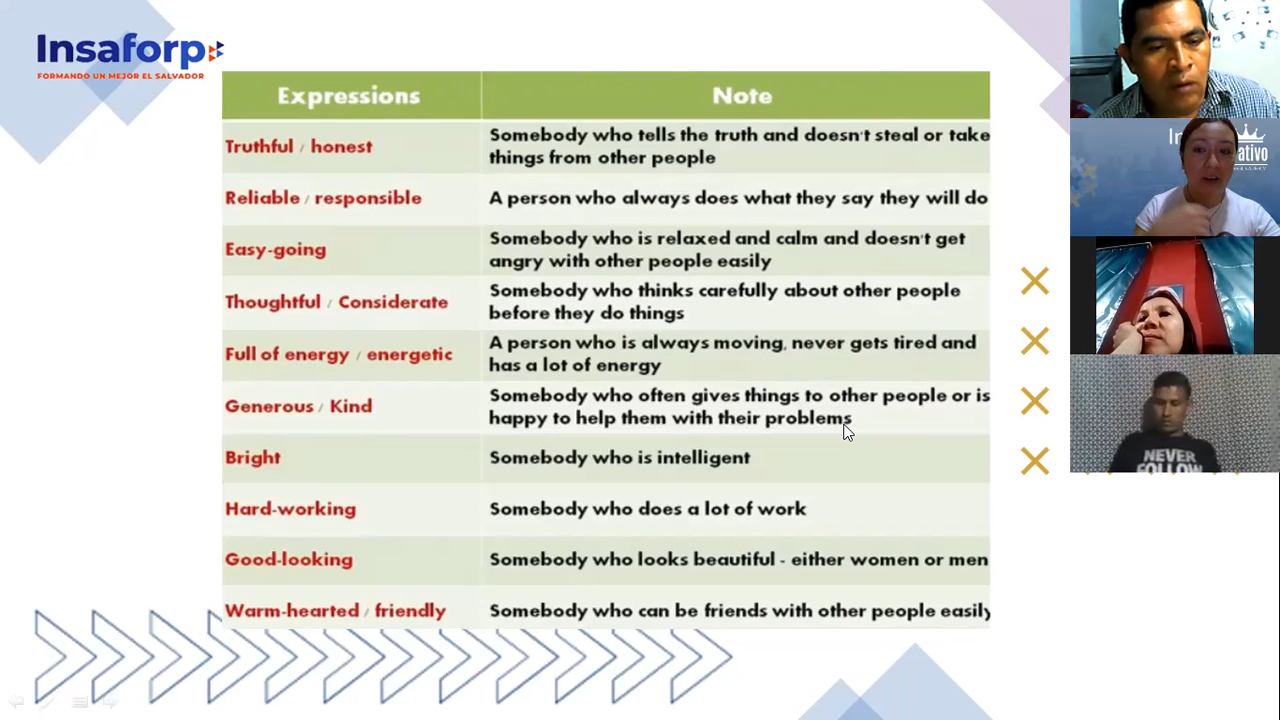 Insaforp
FORMANDO UN MEJOR EL SALVADOR
Expressions
Note
Truthful / honest
Somebody who tells the truth and doesn't steal or take
things from other people
Reliable / responsible
A person who always does what they say they will do
Easy-going
Somebody who is relaxed and calm and doesn't get
angry with other people easily
Thoughtful / Considerate
Somebody who thinks carefully about other people
before they do things
Full of energy / energetic
A person who is always moving, never gets tired and
has a lot of energy
Generous / Kind
Somebody who often gives things to other people or is
happy to help them with their problems
Bright
Somebody who is intelligent
Hard-working
Somebody who does a lot of work
Good-looking
Somebody who looks beautiful - either women or men
Warm-hearted / friendly
Somebody who can be friends with other people easily
NEVER
FOLLOW